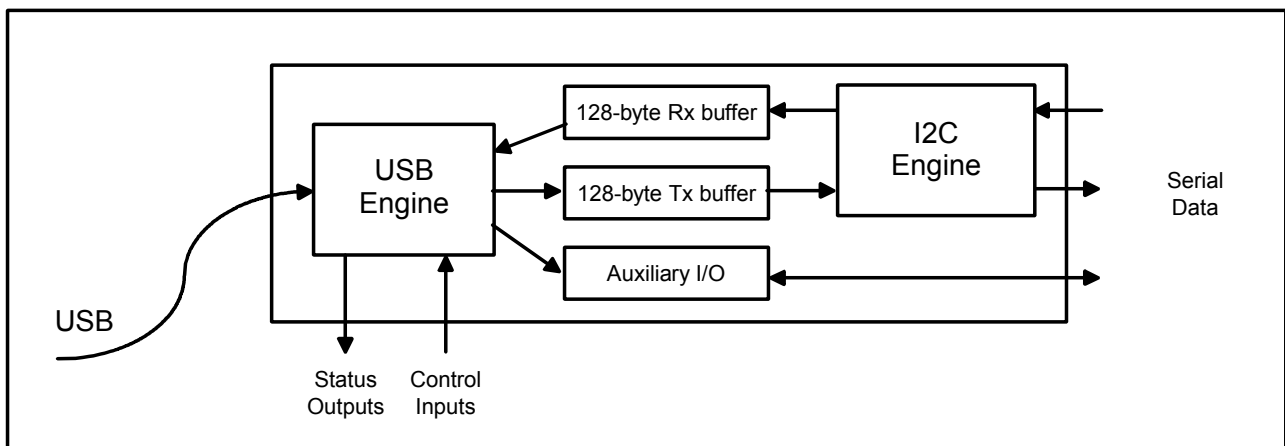 128-byte Rx buffer
I2C
Engine
USB
Engine
128-byte Tx buffer
Serial
Data
Auxiliary I/O
USB
Status
Outputs
Control
Inputs